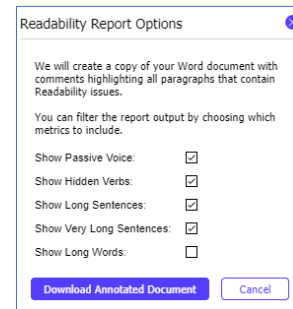 Readability Report Options
We will create a copy of your Word document with
comments highlighting all paragraphs that contain
Readability issues.
You can filter the report output by choosing which
metrics to include.
Show Passive Voice:
Show Hidden Verbs:
Show Long Sentences:
Show Very Long Sentences:
Show Long Words:
Download Annotated Document
Cancel